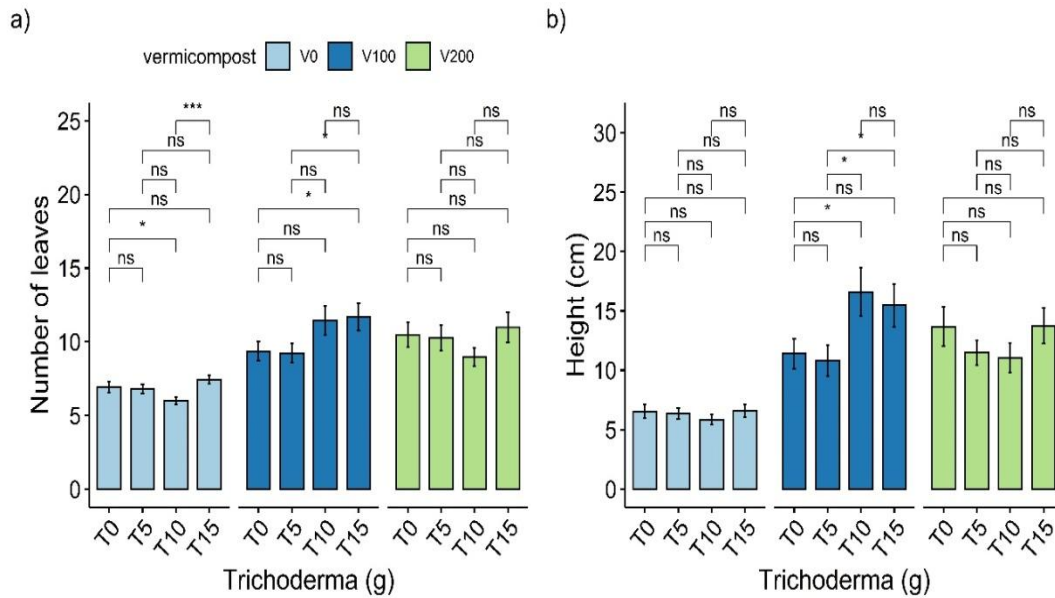 a)
vermicompost V0 V100 V200
Number of leaves
25
20
15
10
5
0
*** ns ns
ns * ns
ns ns ns
ns * ns
* ns ns
ns ns ns
T0 T5 T10 T15 T0 T5 T10 T15 T0 T5 T10 T15
Trichoderma (g)
b)
Height (cm)
30
25
20
15
10
5
0
ns ns ns
ns * ns
ns * ns
ns ns ns
ns * ns
ns ns ns
T0 T5 T10 T15 T0 T5 T10 T15 T0 T5 T10 T15
Trichoderma (g)